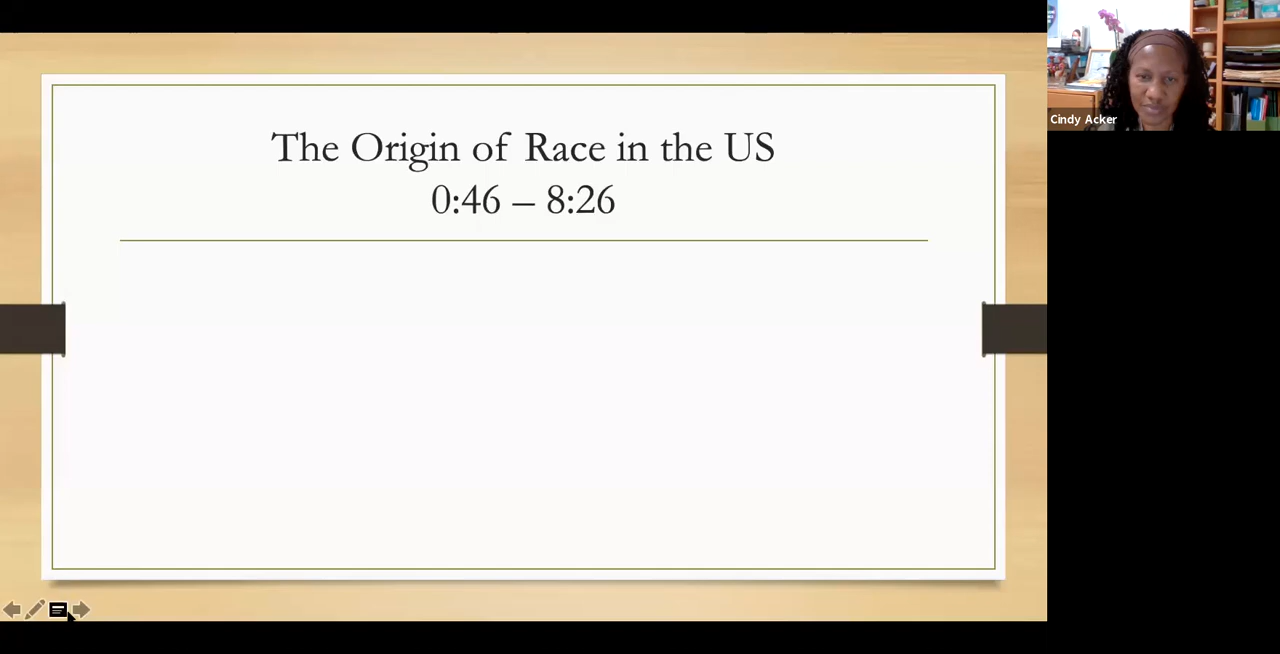 The Origin of Race in the US
0:46 – 8:26
Cindy Acker